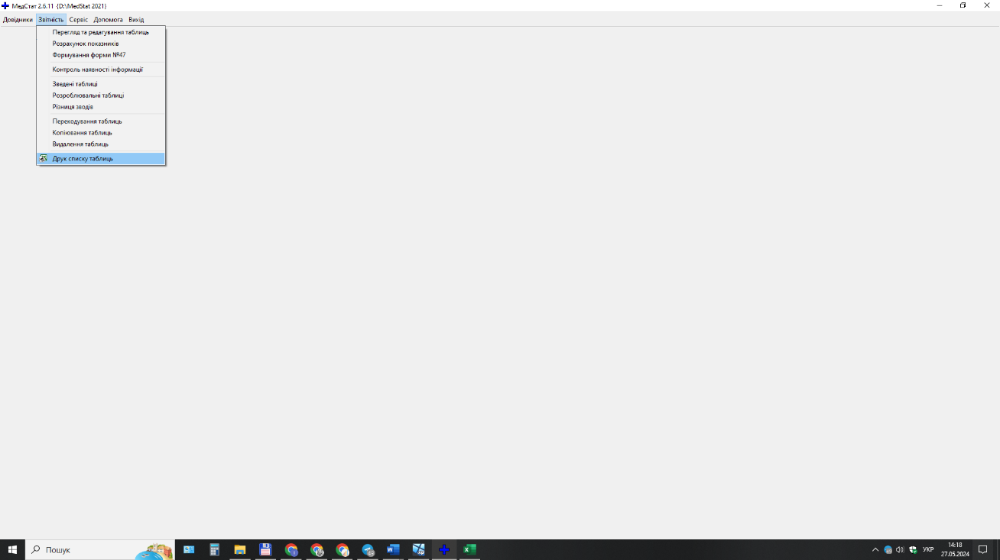 МедСтат 2.6.11 {D:\MedStat 2021}
Довідники Звітність Сервіс Допомога Вихід
Перегляд та редагування таблиць
Розрахунок показників
Формування форми №47
Контроль наявності інформації
Зведені таблиці
Розроблювальні таблиці
Різниця зводів
Перекодування таблиць
Копіювання таблиць
Видалення таблиць
Друк списку таблиць
Пошук
УКР
14:18
27.05.2024